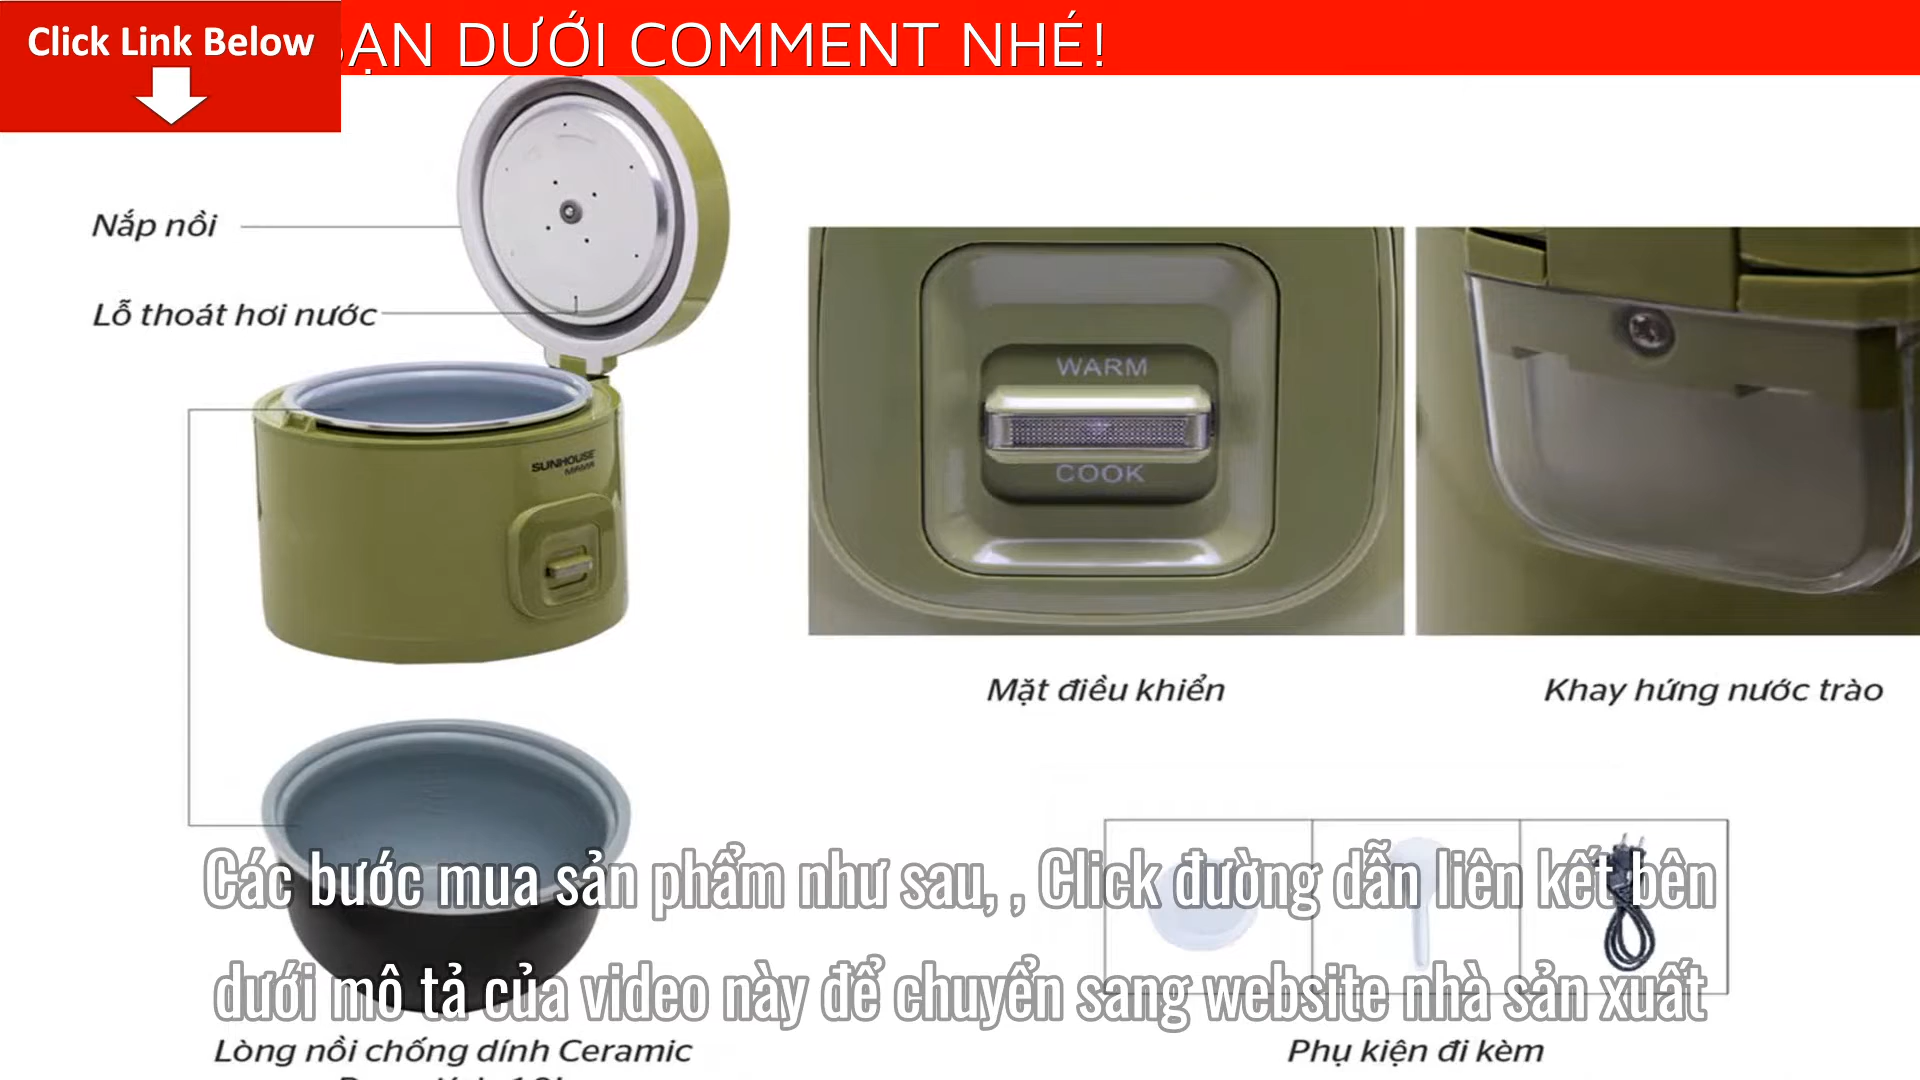 Click Link Below
ẠN DƯỚI COMMENT NHÉ!
Nắp nồi
Lỗ thoát hơi nước
SUNHOUSE
MAMA
WARM
COOK
Mặt điều khiển
Khay hứng nước trào
Các bước mua sản phẩm như sau, , Click đường dẫn liên kết bên
dưới mô tả của video này để chuyển sang website nhà sản xuất
Lòng nồi chống dính Ceramic
Phụ kiện đi kèm